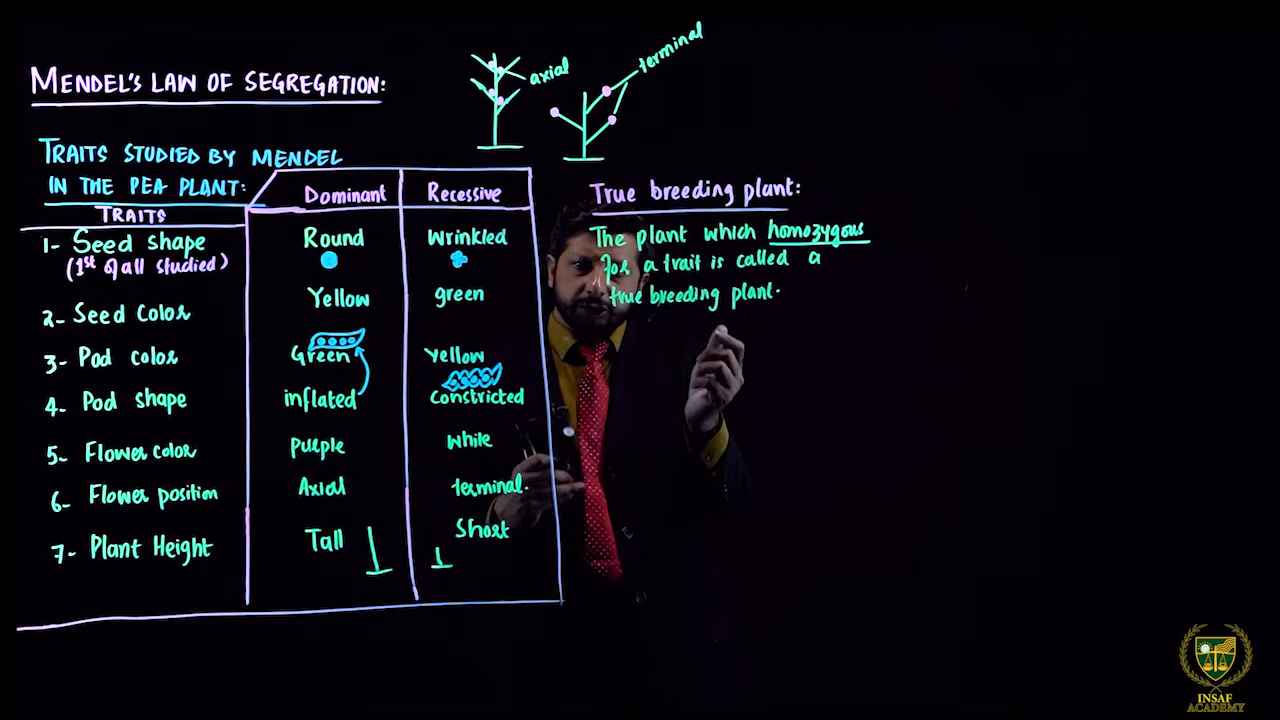 MENDEL'S LAW OF SEGREGATION:
axial
terminal
TRAITS STUDIED BY MENDEL
IN THE PEA PLANT:
TRAITS Dominant Recessive
1- Seed shape Round Wrinkled
(1st of all studied)
2- Seed Color Yellow green
3- Pod color Green Yellow
4- Pod shape inflated Constricted
5- Flower color Purple White
6- Flower position Axial terminal.
7- Plant Height Tall Short
True breeding plant:
The plant which homozygous
for a trait is called a
true breeding plant.
INSAF
ACADEMY